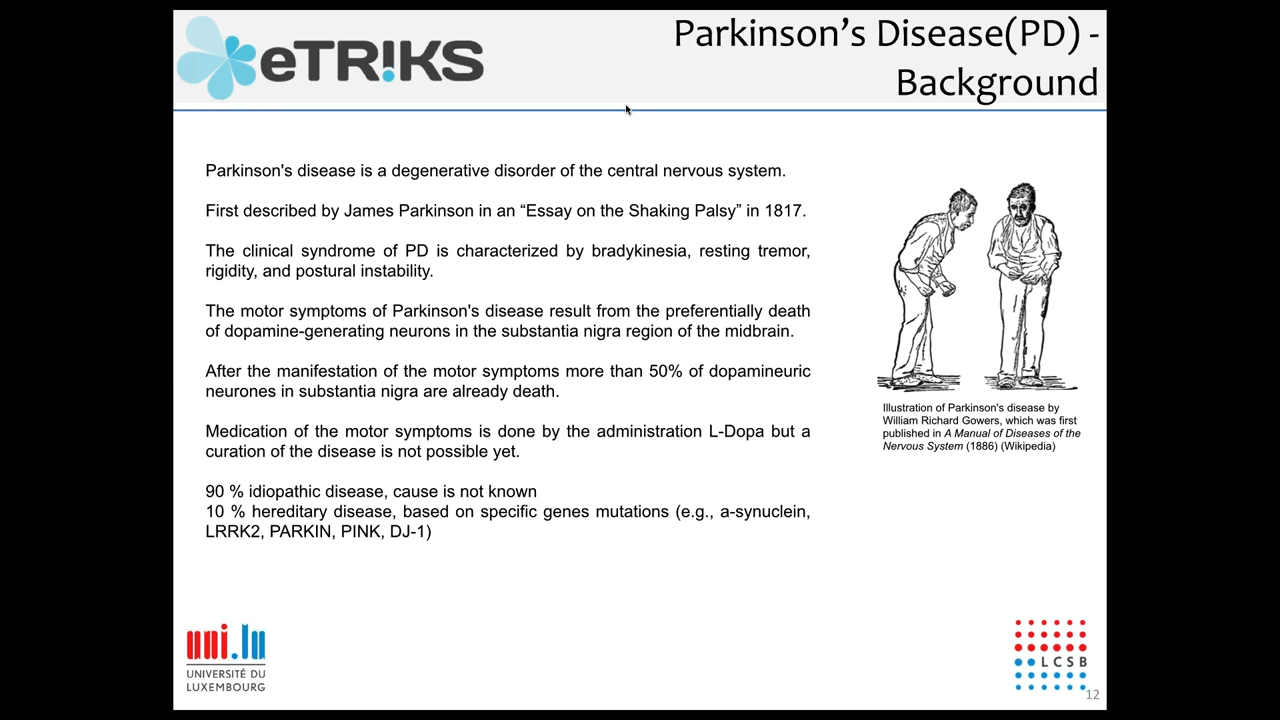 eTRIKS
Parkinson’s Disease(PD) -
Background
Parkinson's disease is a degenerative disorder of the central nervous system.
First described by James Parkinson in an “Essay on the Shaking Palsy” in 1817.
The clinical syndrome of PD is characterized by bradykinesia, resting tremor,
rigidity, and postural instability.
The motor symptoms of Parkinson's disease result from the preferentially death
of dopamine-generating neurons in the substantia nigra region of the midbrain.
After the manifestation of the motor symptoms more than 50% of dopamineuric
neurones in substantia nigra are already death.
Medication of the motor symptoms is done by the administration L-Dopa but a
curation of the disease is not possible yet.
90 % idiopathic disease, cause is not known
10 % hereditary disease, based on specific genes mutations (e.g., a-synuclein,
LRRK2, PARKIN, PINK, DJ-1)
Illustration of Parkinson's disease by
William Richard Gowers, which was first
published in A Manual of Diseases of the
Nervous System (1886) (Wikipedia)
uni.lu
UNIVERSITÉ DU
LUXEMBOURG
LCSB
12